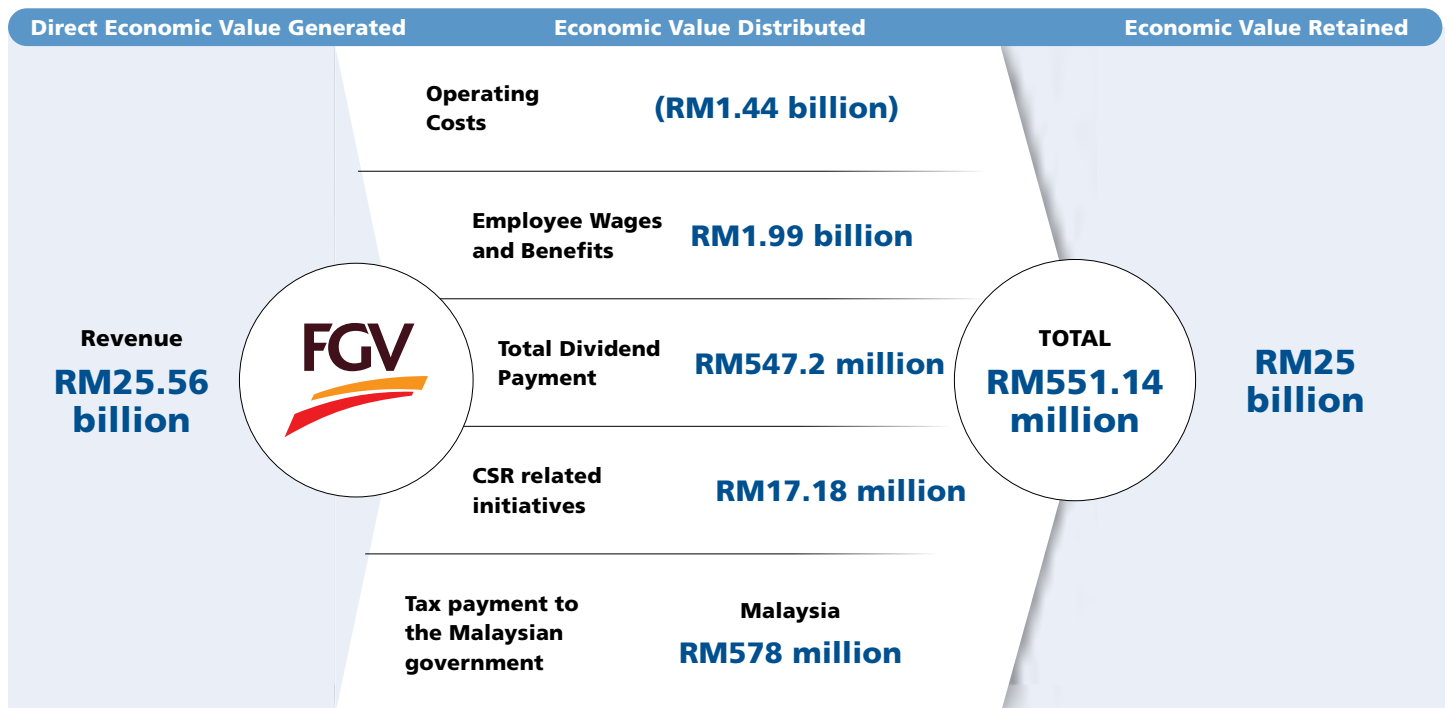 Direct Economic Value Generated
Economic Value Distributed
Economic Value Retained
Revenue
RM25.56
billion
FGV
Operating
Costs
(RM1.44 billion)
Employee Wages
and Benefits
RM1.99 billion
Total Dividend
Payment
RM547.2 million
CSR related
initiatives
RM17.18 million
Tax payment to
the Malaysian
government
Malaysia
RM578 million
TOTAL
RM551.14
million
RM25
billion